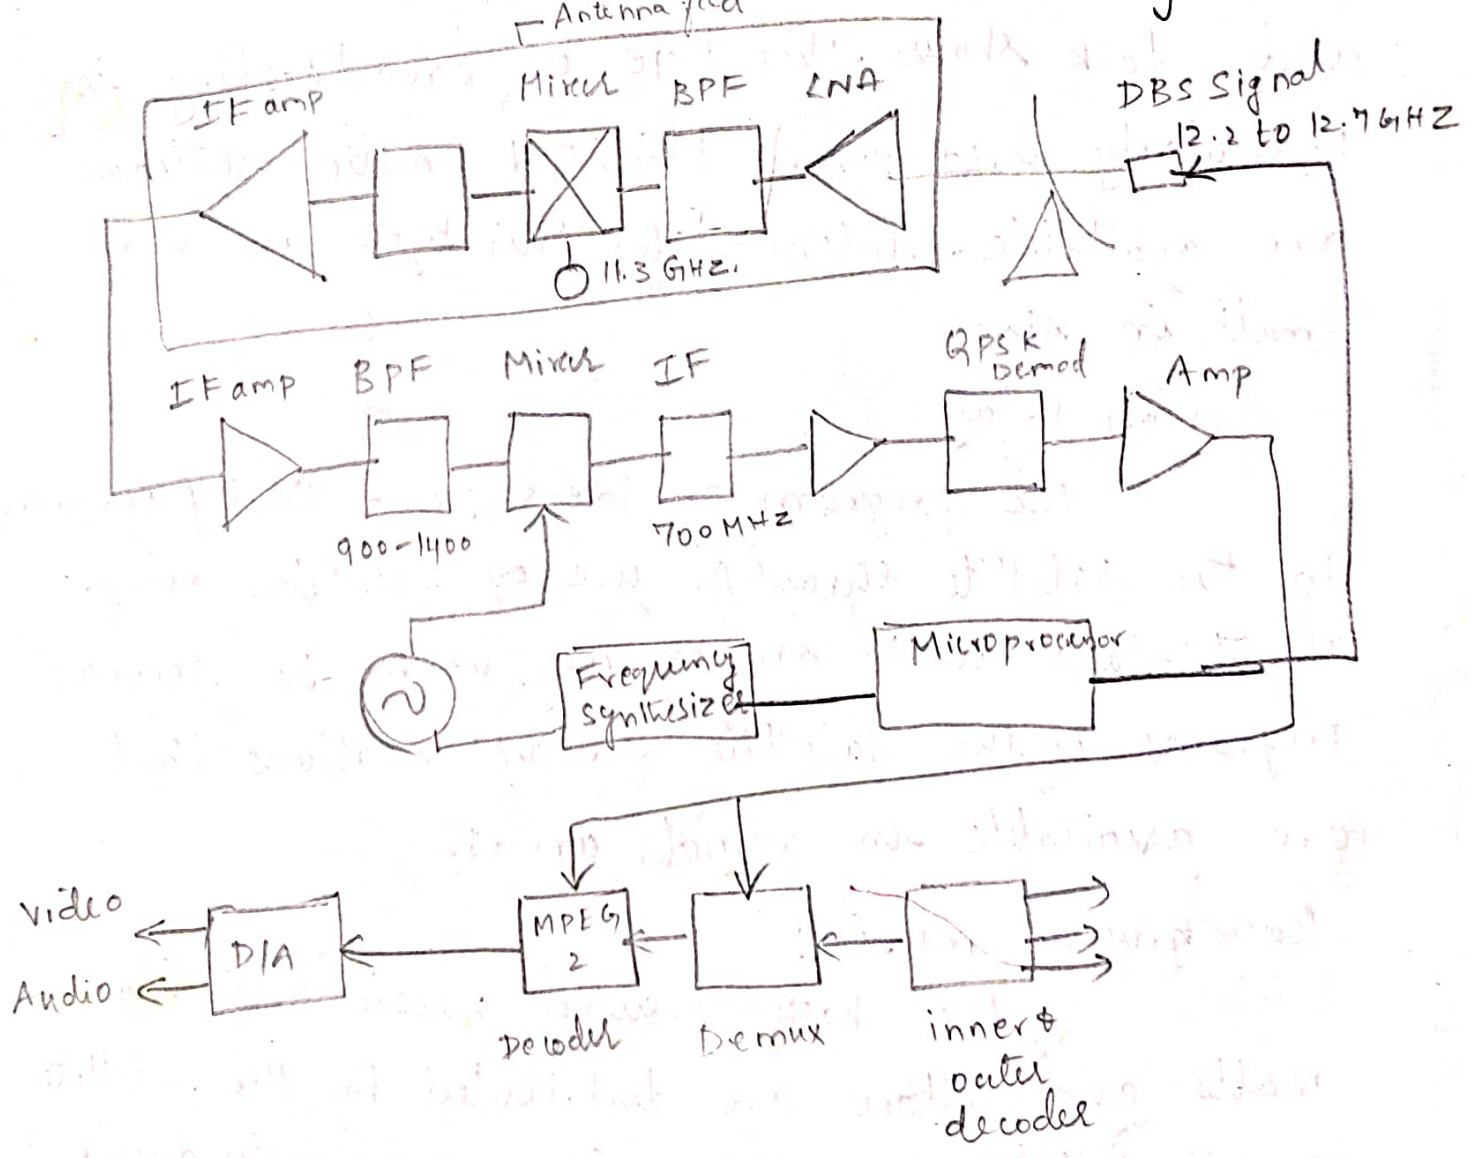 Antenna feed
IF amp
Mixer
BPF
LNA
DBS Signal
12.2 to 12.7 GHZ
11.3 GHZ.
IF amp
BPF
Mixer
IF
QPSK
Demod
Amp
900-1400
700 MHZ
Frequency
synthesizer
Microprocessor
Video
Audio
D/A
MPEG
2
Decoder
Demux
inner &
outer
decoder